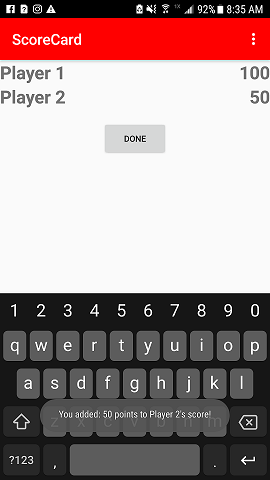 1X 92% 8:35 AM
ScoreCard
Player 1 100
Player 2 50
DONE
1 2 3 4 5 6 7 8 9 0
q w e r t y u i o p
a s d f g h j k l
z x c v b n m
You added: 50 points to Player 2's score!
?123 , .